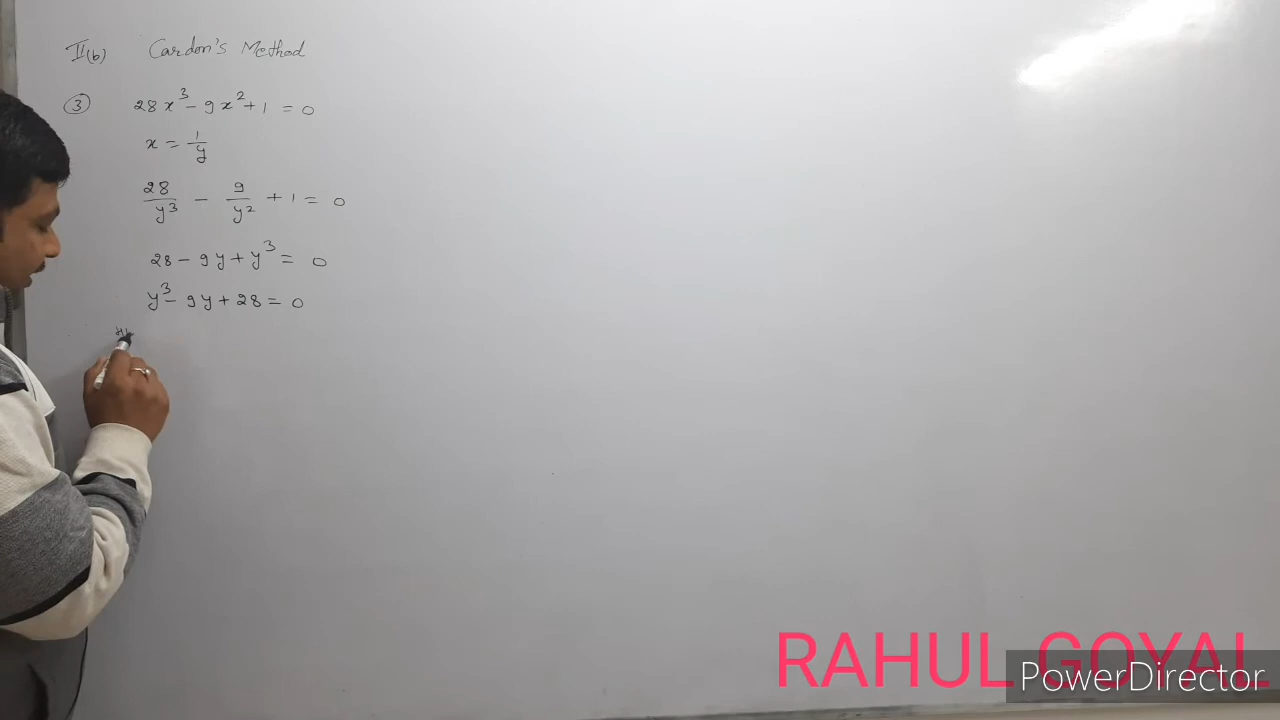 II(b) Cardon's Method
③ 28x³ - 9x² + 1 = 0
x = 1/y
28/y³ - 9/y² + 1 = 0
28 - 9y + y³ = 0
y³ - 9y + 28 = 0
RAHUL GOYAL
PowerDirector